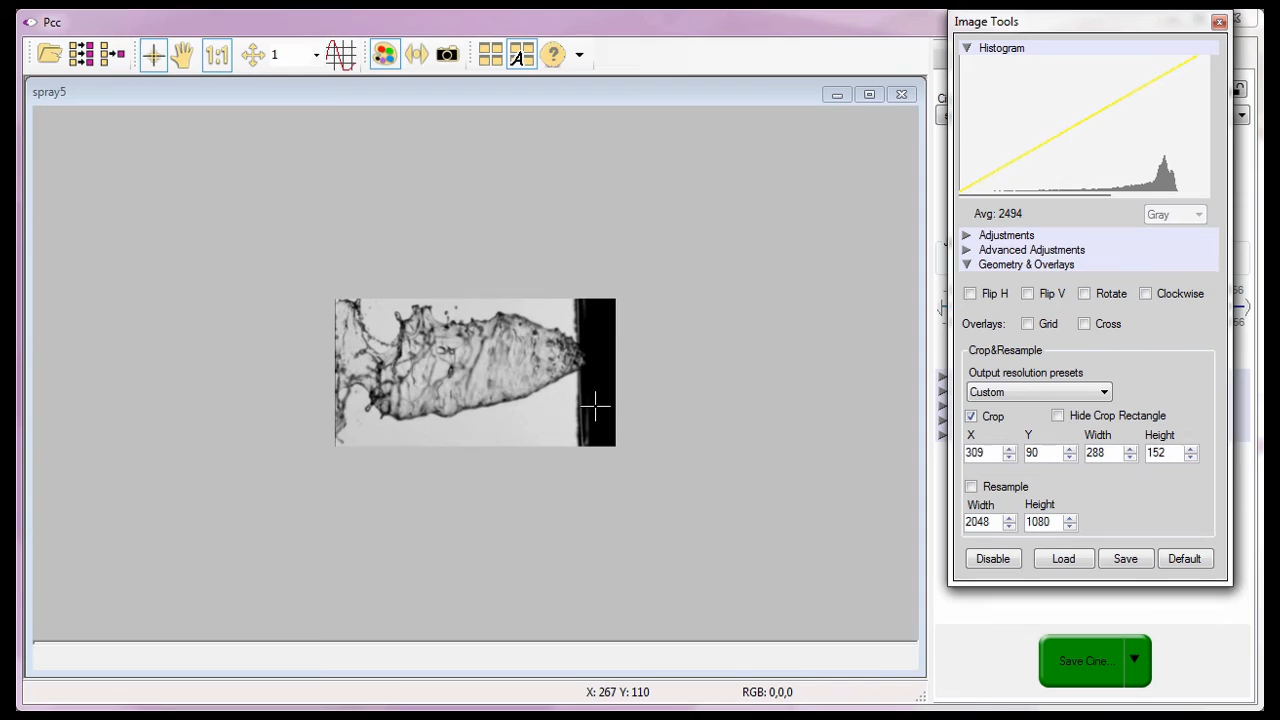 Pcc
Image Tools
1:1
1
A
?
spray5
Histogram
Avg: 2494
Gray
Adjustments
Advanced Adjustments
Geometry & Overlays
Flip H
Flip V
Rotate
Clockwise
Overlays:
Grid
Cross
Crop&Resample
Output resolution presets
Custom
Crop
Hide Crop Rectangle
X
Y
Width
Height
309
90
288
152
Resample
Width
Height
2048
1080
Disable
Load
Save
Default
Save Cine...
X: 267 Y: 110
RGB: 0,0,0